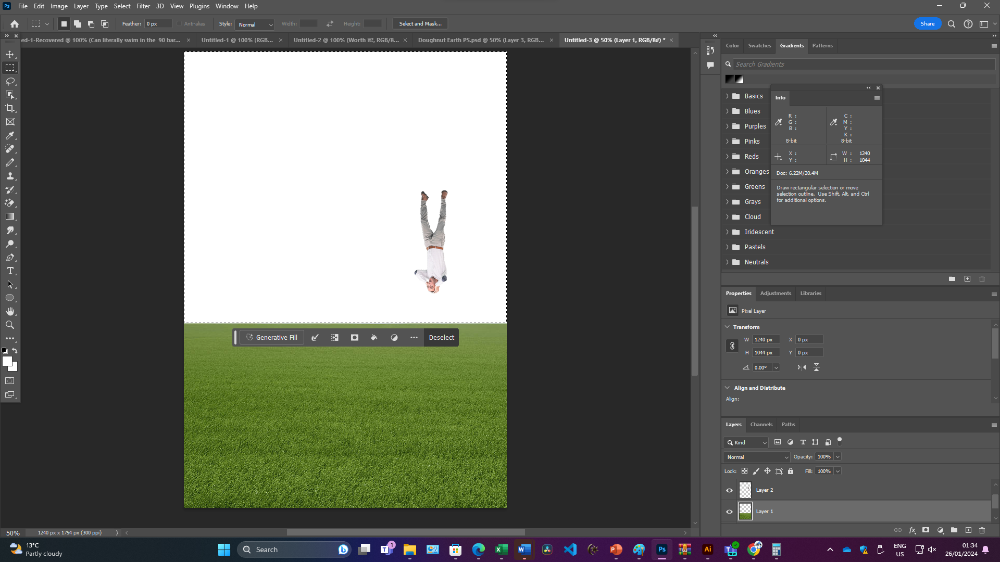 Ps File Edit Image Layer Type Select Filter 3D View Plugins Window Help
Feather: 0 px Anti-alias Style: Normal Width: Height: Select and Mask... Share
ed-1-Recovered @ 100% (Can literally swim in the 90 bar... Untitled-1 @ 100% (RGB... Untitled-2 @ 100% (Worth it?, RGB/8... Doughnut Earth PS.psd @ 50% (Layer 3, RGB... Untitled-3 @ 50% (Layer 1, RGB/8#) *
Color Swatches Gradients Patterns
Search Gradients
Basics
Blues
Purples
Pinks
Reds
Oranges
Greens
Grays
Cloud
Iridescent
Pastels
Neutrals
Info
R : C :
G : M :
B : Y :
K :
8-bit 8-bit
X : W : 1240
Y : H : 1044
Doc: 6.22M/20.4M
Draw rectangular selection or move
selection outline. Use Shift, Alt, and Ctrl
for additional options.
Generative Fill Deselect
Properties Adjustments Libraries
Pixel Layer
Transform
W 1240 px X 0 px
H 1044 px Y 0 px
0.00°
Align and Distribute
Align:
Layers Channels Paths
Kind
Normal Opacity: 100%
Lock: Fill: 100%
Layer 2
Layer 1
50% 1240 px x 1754 px (300 ppi)
13°C
Partly cloudy
Search
1
NEW
Ps
Ai
ENG
US
01:34
26/01/2024